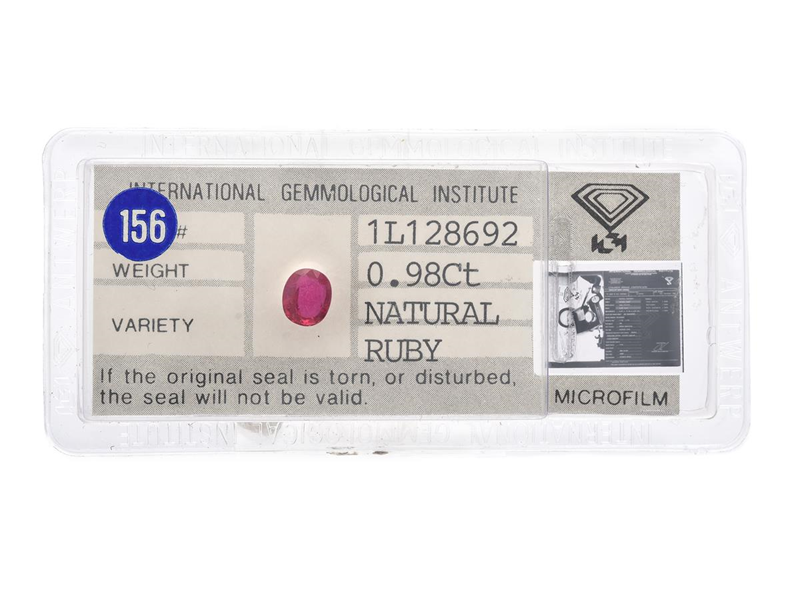 INTERNATIONAL GEMMOLOGICAL INSTITUTE
156 # 1L128692
WEIGHT 0.98Ct
VARIETY NATURAL
RUBY
If the original seal is torn, or disturbed,
the seal will not be valid.
MICROFILM